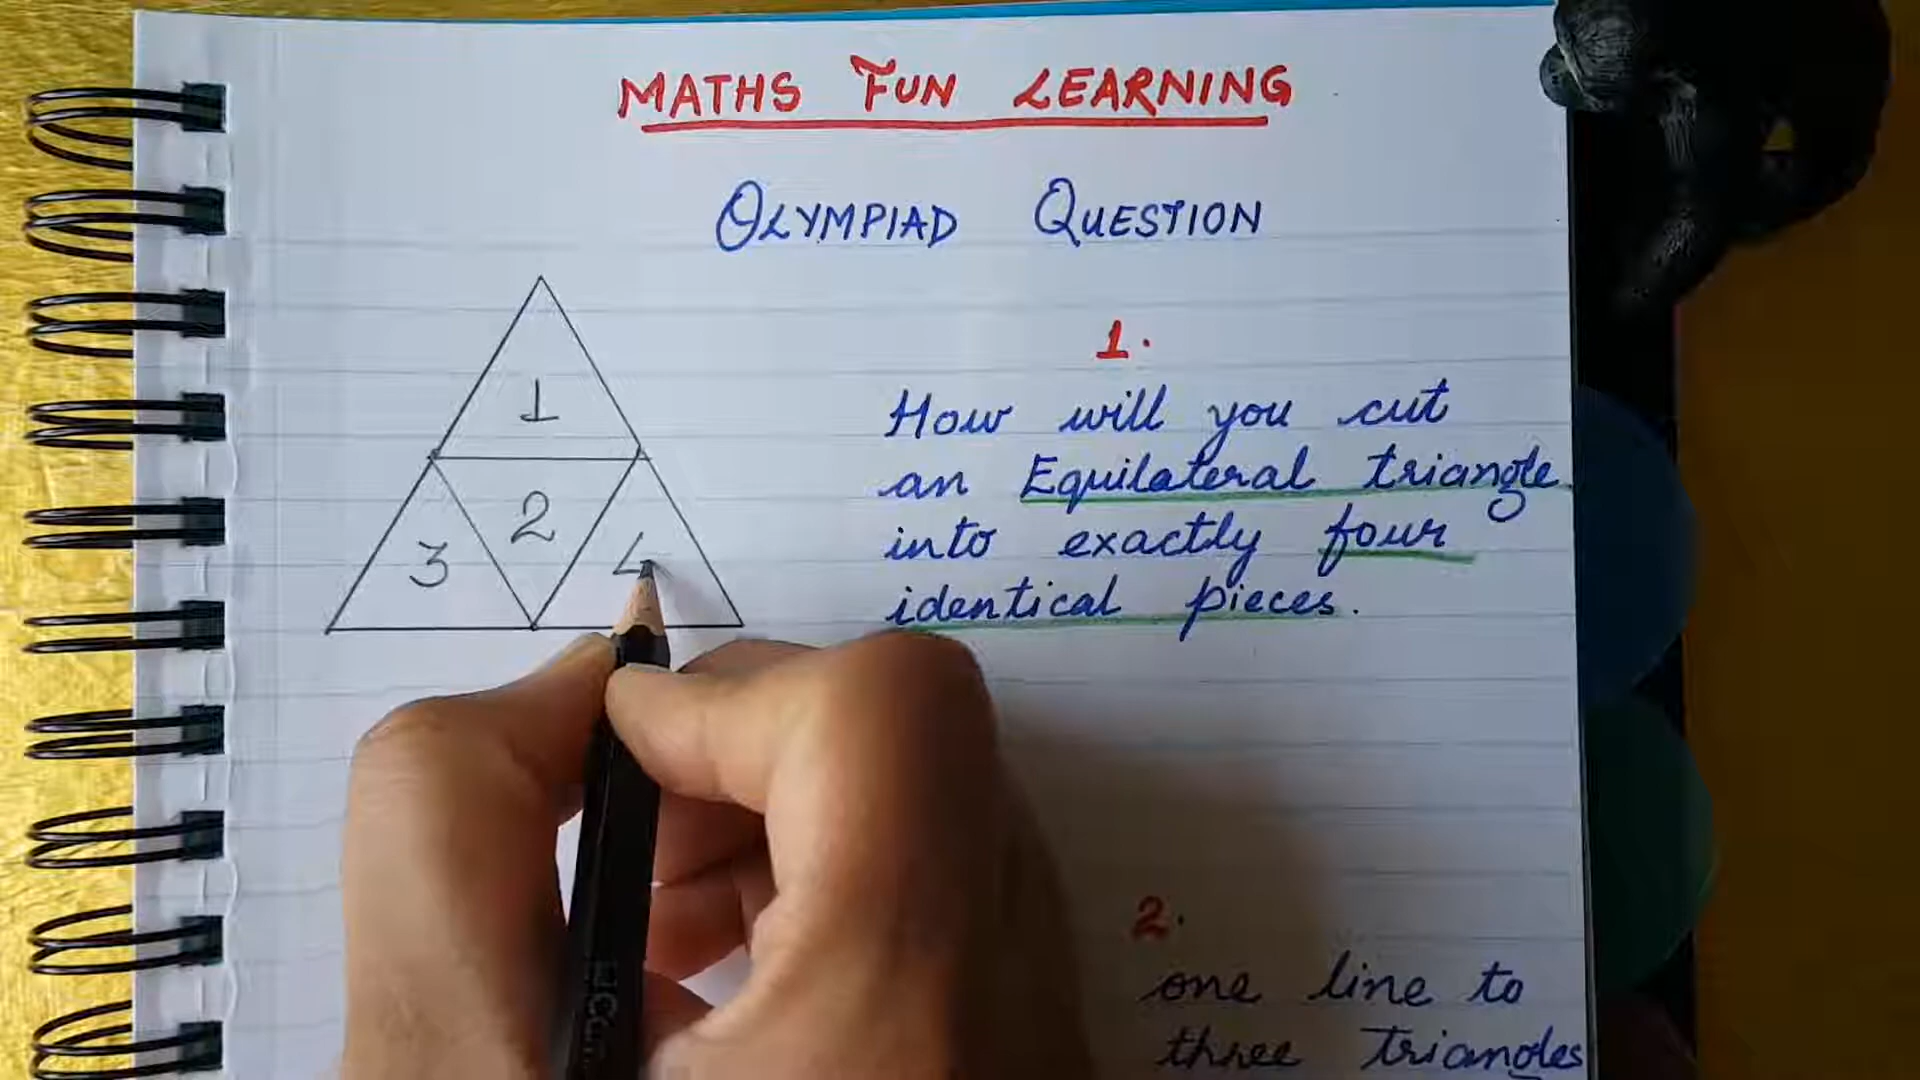 MATHS FUN LEARNING
OLYMPIAD QUESTION
1
2
3
4
1.
How will you cut
an Equilateral triangle
into exactly four
identical pieces.
2.
one line to
three triangles